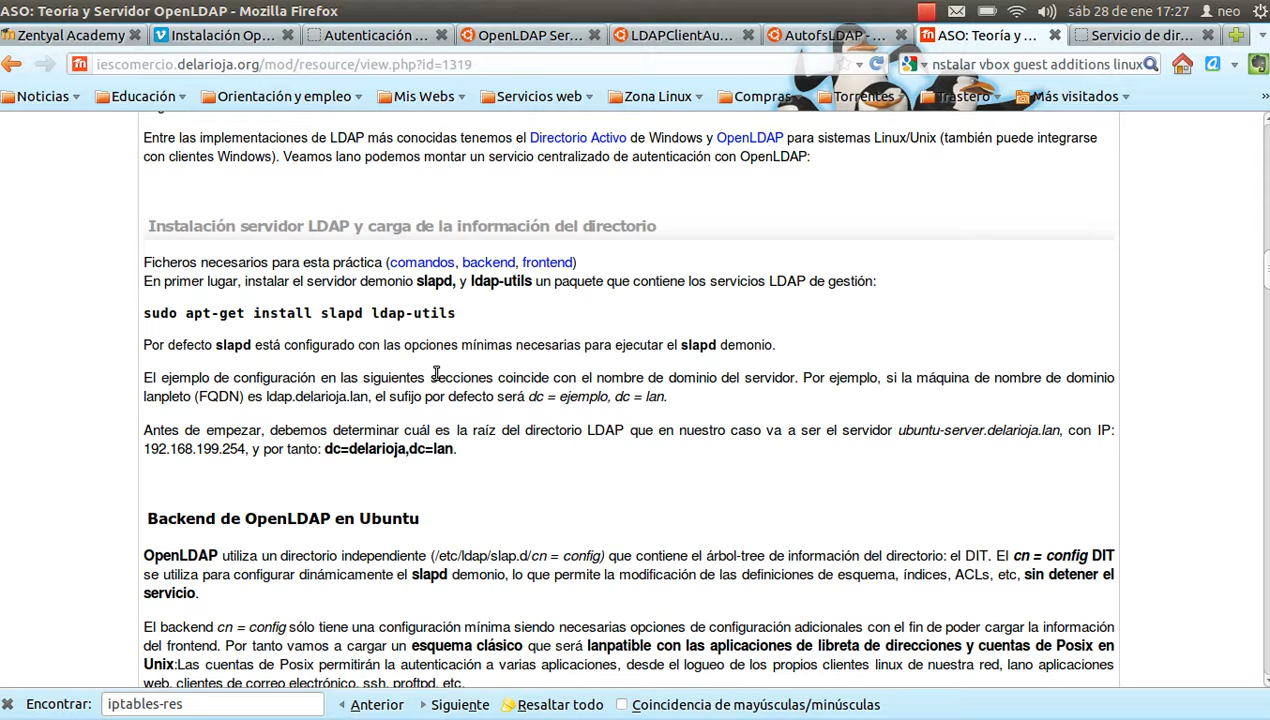 ASO: Teoría y Servidor OpenLDAP - Mozilla Firefox
sáb 28 de ene 17:27 neo
Zentyal Academy
Instalación Op...
Autenticación ...
OpenLDAP Ser...
LDAPClientAu...
AutofsLDAP - ...
ASO: Teoría y ...
Servicio de dir...
iescomercio.delarioja.org/mod/resource/view.php?id=1319
nstalar vbox guest additions linux
Noticias
Educación
Orientación y empleo
Mis Webs
Servicios web
Zona Linux
Compras
Torrentes
Trastero
Más visitados
Entre las implementaciones de LDAP más conocidas tenemos el Directorio Activo de Windows y OpenLDAP para sistemas Linux/Unix (también puede integrarse
con clientes Windows). Veamos lano podemos montar un servicio centralizado de autenticación con OpenLDAP:
Instalación servidor LDAP y carga de la información del directorio
Ficheros necesarios para esta práctica (comandos, backend, frontend)
En primer lugar, instalar el servidor demonio slapd, y ldap-utils un paquete que contiene los servicios LDAP de gestión:
sudo apt-get install slapd ldap-utils
Por defecto slapd está configurado con las opciones mínimas necesarias para ejecutar el slapd demonio.
El ejemplo de configuración en las siguientes secciones coincide con el nombre de dominio del servidor. Por ejemplo, si la máquina de nombre de dominio
lanpleto (FQDN) es ldap.delarioja.lan, el sufijo por defecto será dc = ejemplo, dc = lan.
Antes de empezar, debemos determinar cuál es la raíz del directorio LDAP que en nuestro caso va a ser el servidor ubuntu-server.delarioja.lan, con IP:
192.168.199.254, y por tanto: dc=delarioja,dc=lan.
Backend de OpenLDAP en Ubuntu
OpenLDAP utiliza un directorio independiente (/etc/ldap/slap.d/cn = config) que contiene el árbol-tree de información del directorio: el DIT. El cn = config DIT
se utiliza para configurar dinámicamente el slapd demonio, lo que permite la modificación de las definiciones de esquema, índices, ACLs, etc, sin detener el
servicio.
El backend cn = config sólo tiene una configuración mínima siendo necesarias opciones de configuración adicionales con el fin de poder cargar la información
del frontend. Por tanto vamos a cargar un esquema clásico que será lanpatible con las aplicaciones de libreta de direcciones y cuentas de Posix en
Unix:Las cuentas de Posix permitirán la autenticación a varias aplicaciones, desde el logueo de los propios clientes linux de nuestra red, lano aplicaciones
web, clientes de correo electrónico, ssh, proftpd, etc.
Encontrar: iptables-res Anterior Siguiente Resaltar todo Coincidencia de mayúsculas/minúsculas